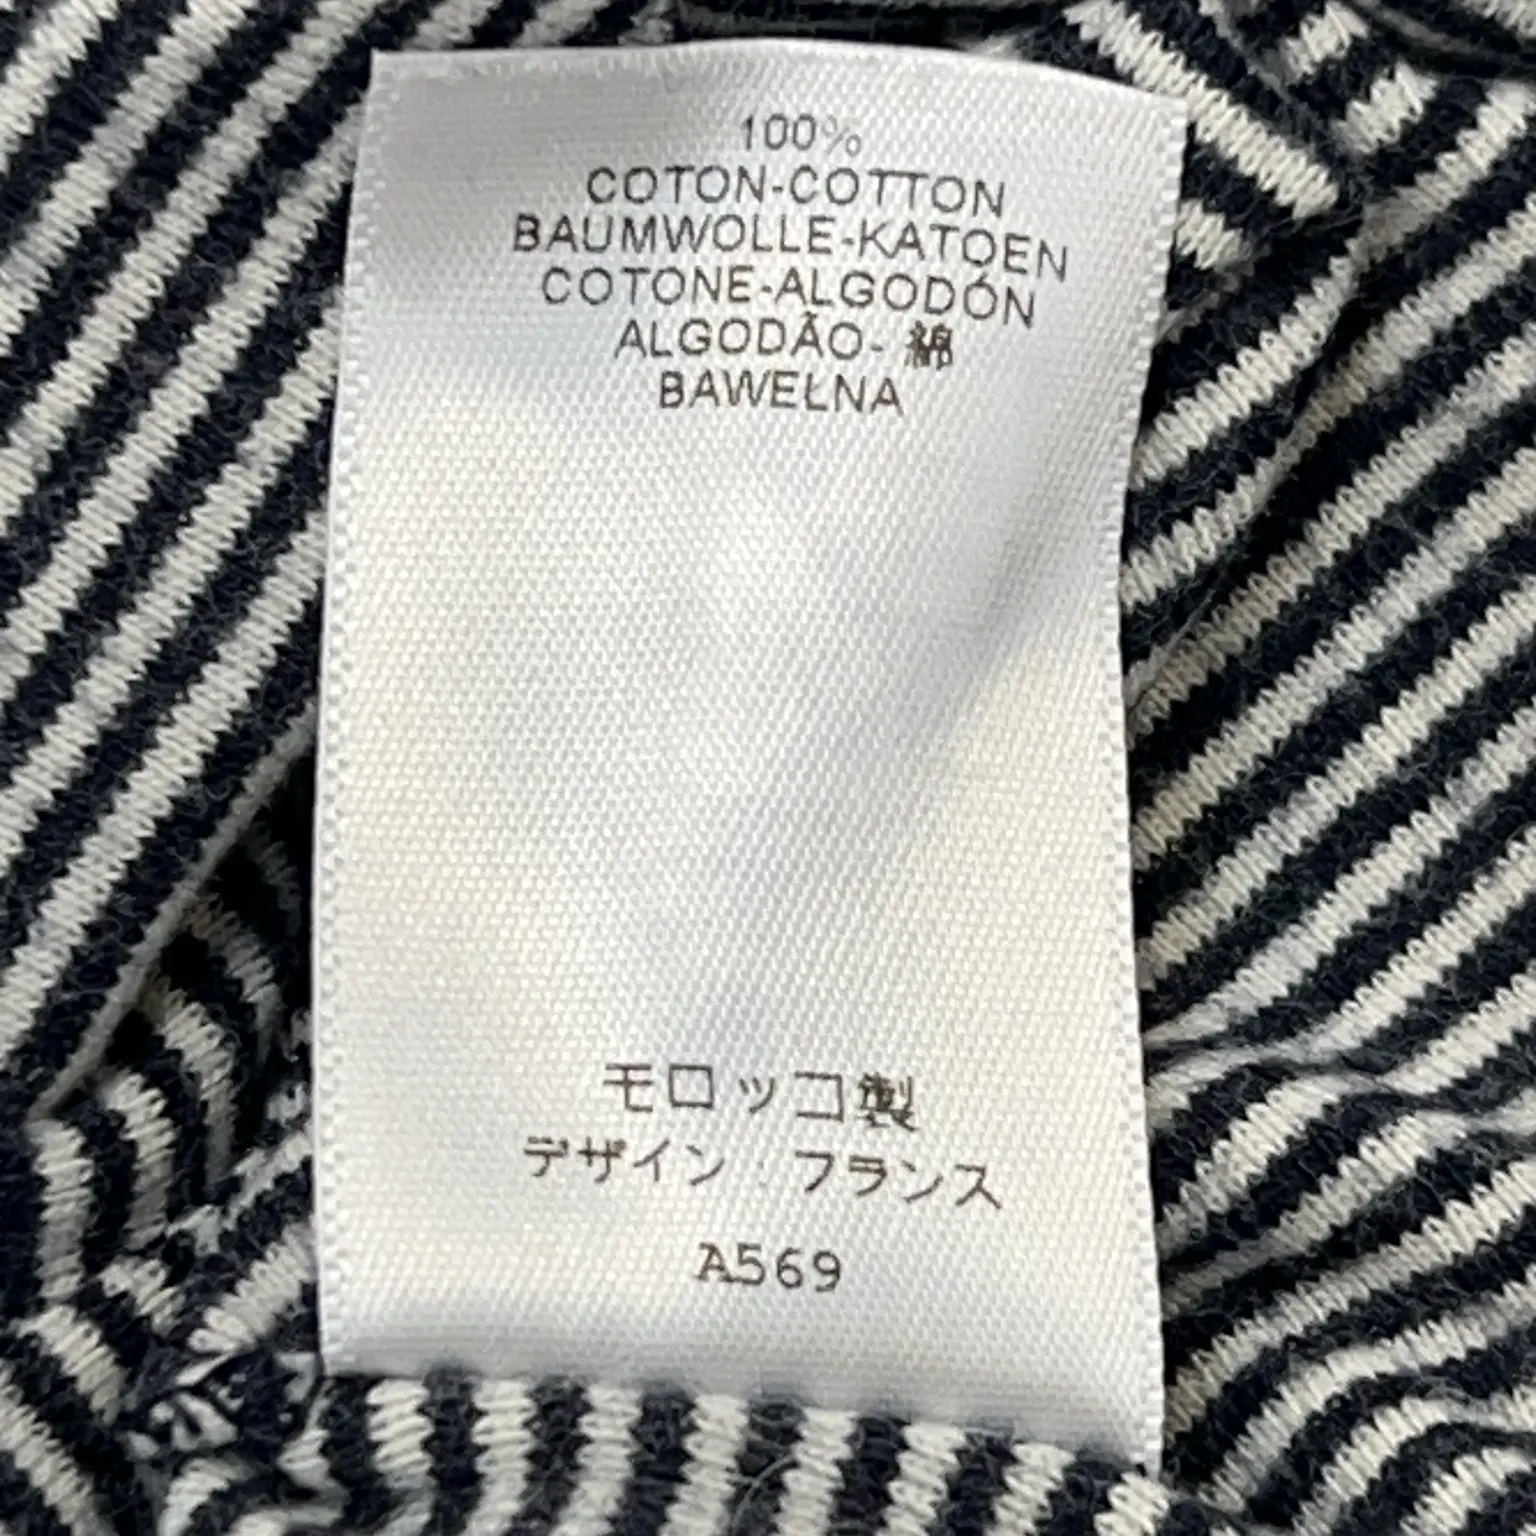 100%
COTON-COTTON
BAUMWOLLE-KATOEN
COTONE-ALGODÓN
ALGODÃO- 綿
BAWEŁNA
モロッコ製
デザイン：フランス
A569